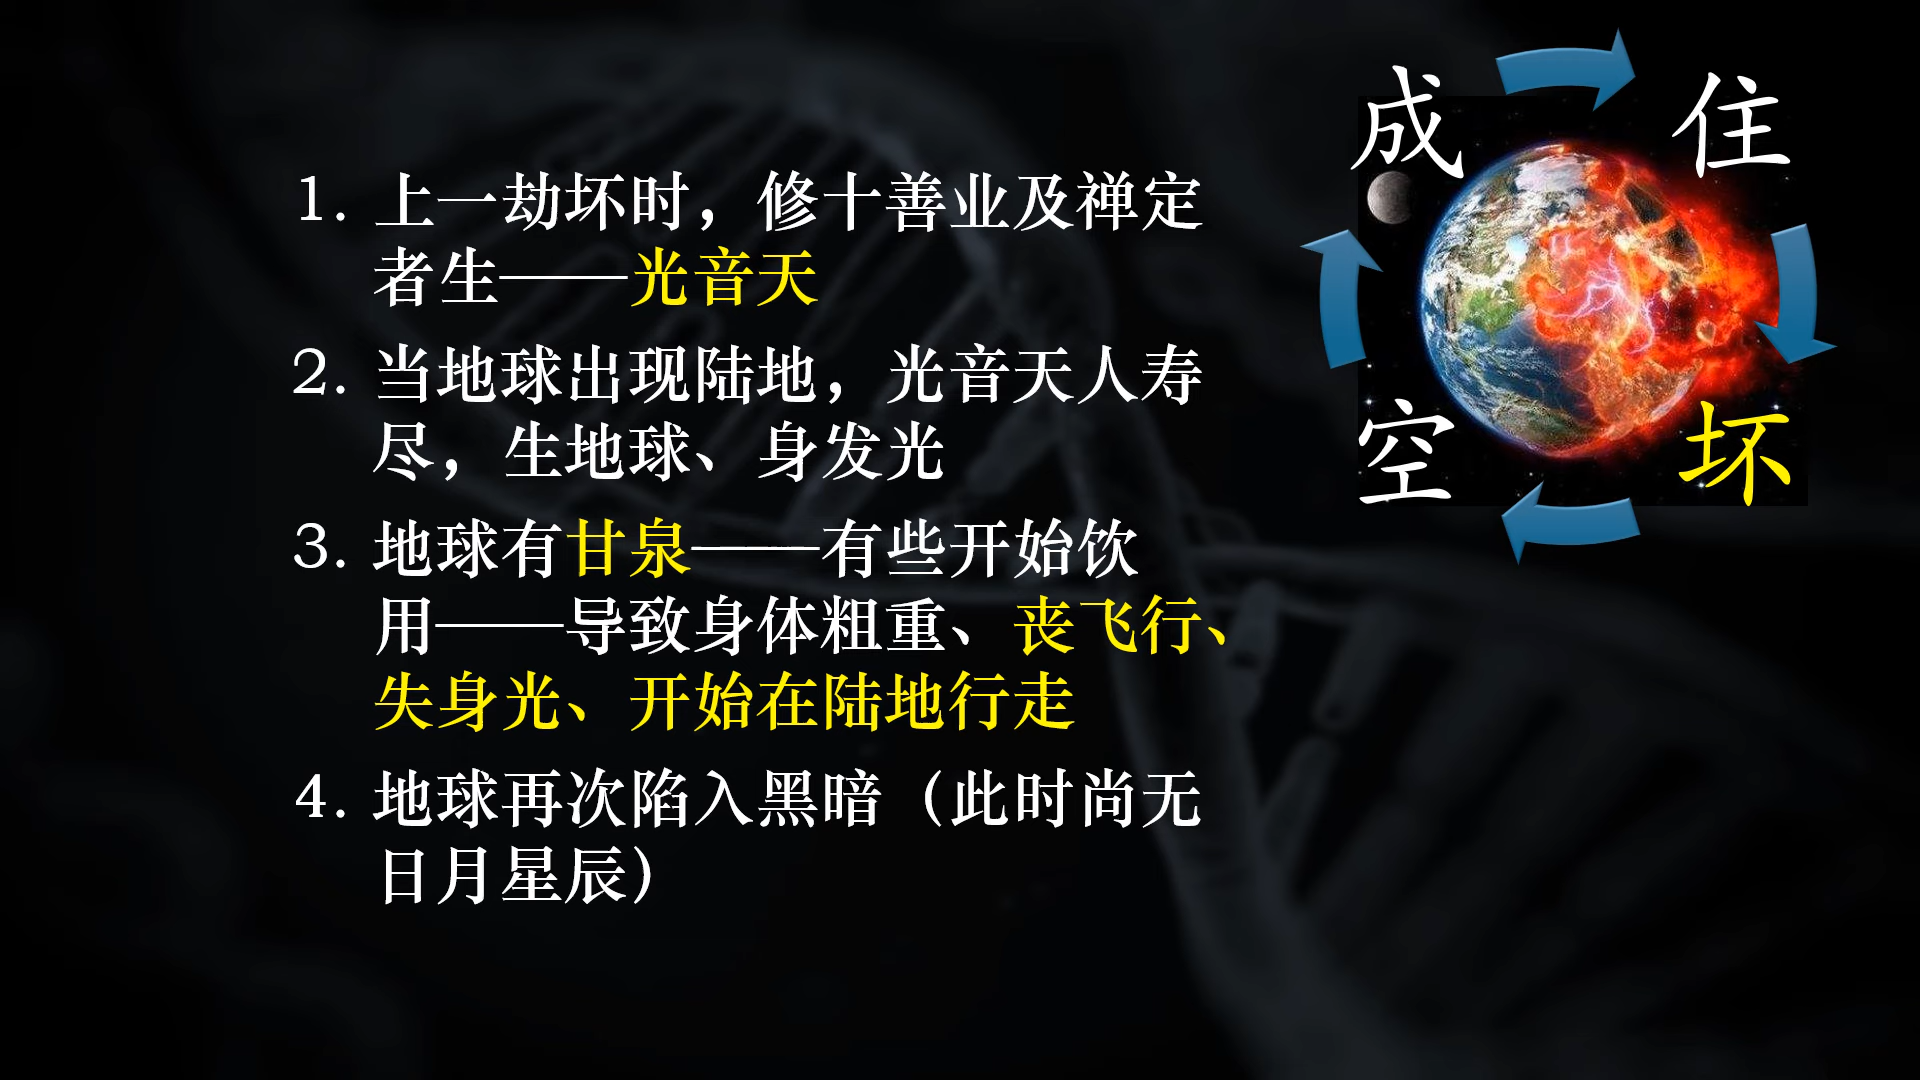 1. 上一劫坏时，修十善业及禅定
者生——光音天
2. 当地球出现陆地，光音天人寿
尽，生地球、身发光
3. 地球有甘泉——有些开始饮
用——导致身体粗重、丧飞行、
失身光、开始在陆地行走
4. 地球再次陷入黑暗（此时尚无
日月星辰）
成
住
坏
空